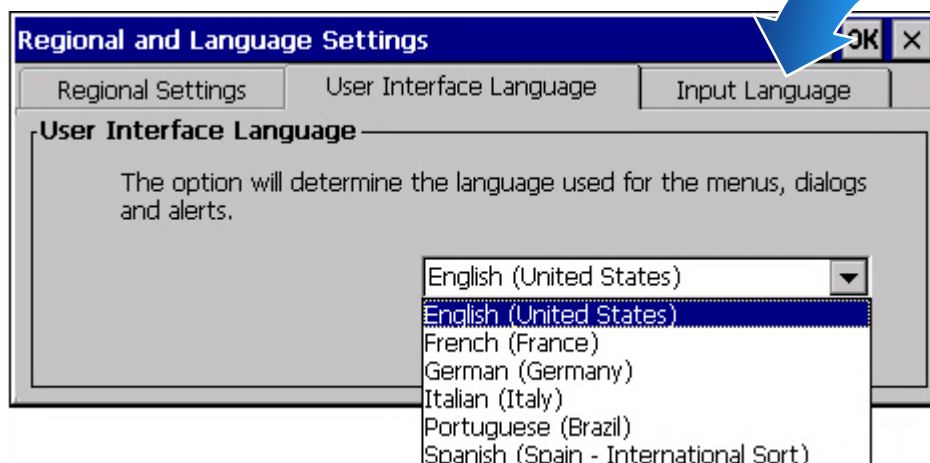 Regional and Language Settings
OK ×
Regional Settings
User Interface Language
Input Language
User Interface Language
The option will determine the language used for the menus, dialogs
and alerts.
English (United States)
English (United States)
French (France)
German (Germany)
Italian (Italy)
Portuguese (Brazil)
Spanish (Spain - International Sort)